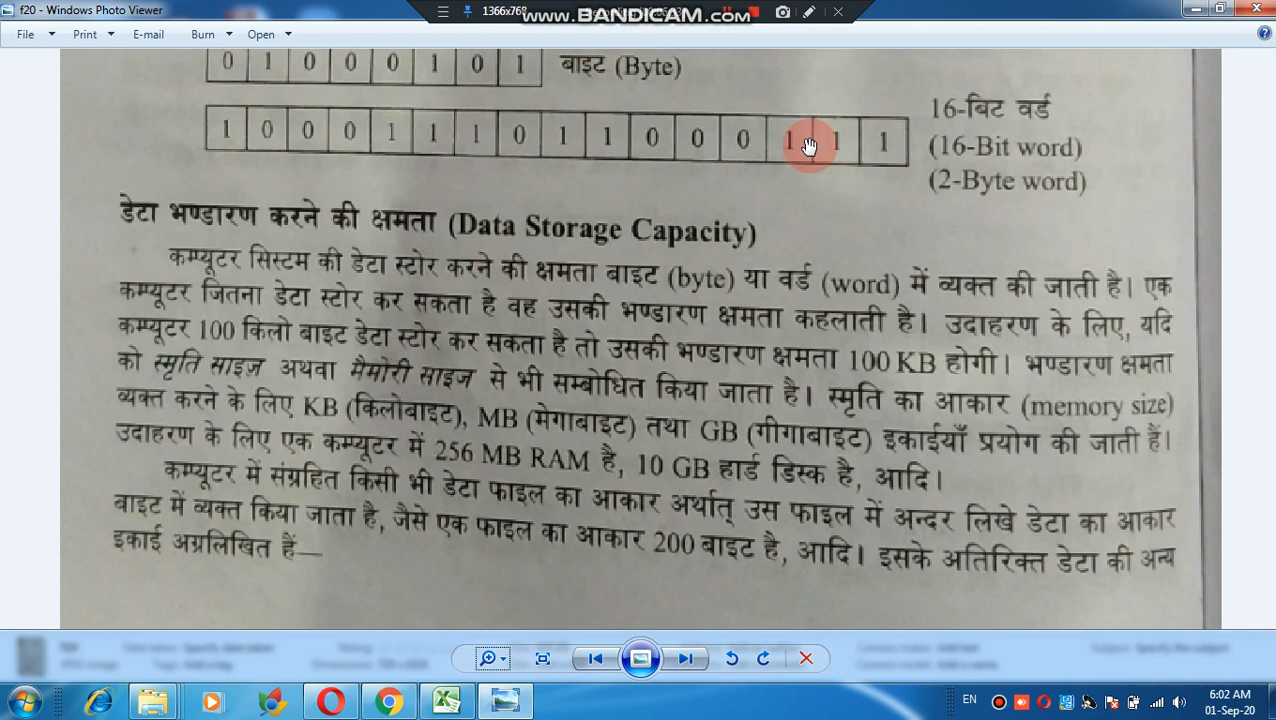 f20 - Windows Photo Viewer
1366x768
www.BANDICAM.com
File Print E-mail Burn Open
0 1 0 0 0 1 0 1 बाइट (Byte)
16-बिट वर्ड
1 0 0 0 1 1 1 0 1 1 0 0 0 1 1 1 (16-Bit word)
(2-Byte word)
डेटा भण्डारण करने की क्षमता (Data Storage Capacity)
कम्प्यूटर सिस्टम की डेटा स्टोर करने की क्षमता बाइट (byte) या वर्ड (word) में व्यक्त की जाती है। एक
कम्प्यूटर जितना डेटा स्टोर कर सकता है वह उसकी भण्डारण क्षमता कहलाती है। उदाहरण के लिए, यदि
कम्प्यूटर 100 किलो बाइट डेटा स्टोर कर सकता है तो उसकी भण्डारण क्षमता 100 KB होगी। भण्डारण क्षमता
को स्मृति साइज़ अथवा मैमोरी साइज से भी सम्बोधित किया जाता है। स्मृति का आकार (memory size)
व्यक्त करने के लिए KB (किलोबाइट), MB (मेगाबाइट) तथा GB (गीगाबाइट) इकाईयाँ प्रयोग की जाती हैं।
उदाहरण के लिए एक कम्प्यूटर में 256 MB RAM है, 10 GB हार्ड डिस्क है, आदि।
कम्प्यूटर में संग्रहित किसी भी डेटा फाइल का आकार अर्थात् उस फाइल में अन्दर लिखे डेटा का आकार
बाइट में व्यक्त किया जाता है, जैसे एक फाइल का आकार 200 बाइट है, आदि। इसके अतिरिक्त डेटा की अन्य
इकाई अग्रलिखित हैं—
EN
6:02 AM
01-Sep-20